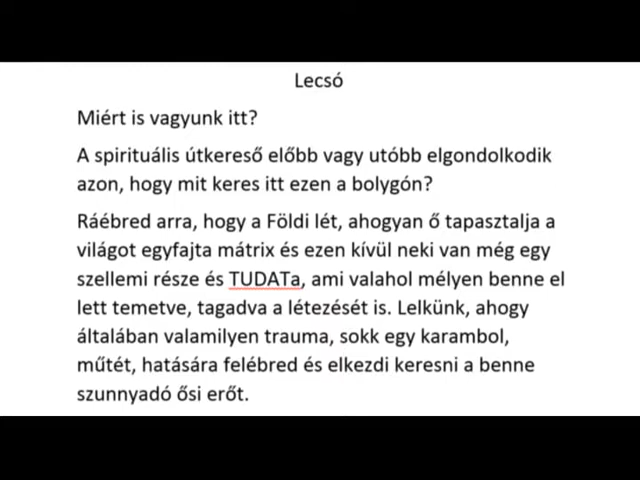 Lecsó
Miért is vagyunk itt?
A spirituális útkereső előbb vagy utóbb elgondolkodik
azon, hogy mit keres itt ezen a bolygón?
Ráébred arra, hogy a Földi lét, ahogyan ő tapasztalja a
világot egyfajta mátrix és ezen kívül neki van még egy
szellemi része és TUDATa, ami valahol mélyen benne el
lett temetve, tagadva a létezését is. Lelkünk, ahogy
általában valamilyen trauma, sokk egy karambol,
műtét, hatására felébred és elkezdi keresni a benne
szunnyadó ősi erőt.